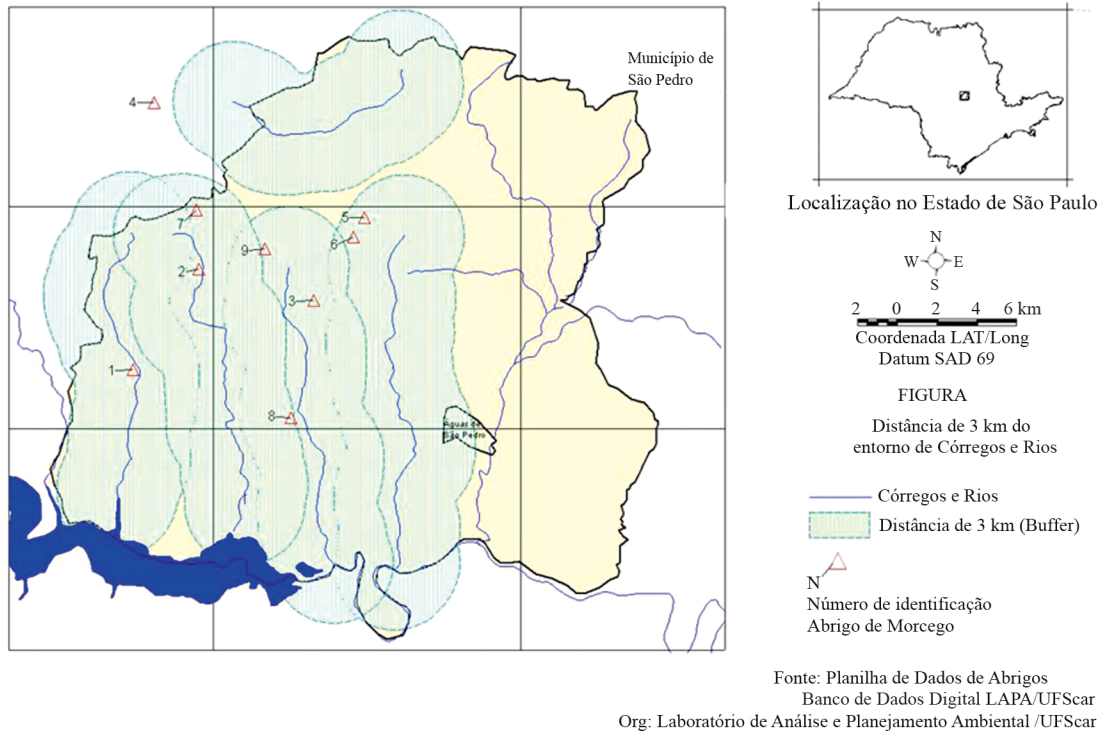 Município de
São Pedro
4
7
5
6
9
2
3
1
8
Águas de
São Pedro
Localização no Estado de São Paulo
N
W E
S
2 0 2 4 6 km
Coordenada LAT/Long
Datum SAD 69
FIGURA
Distância de 3 km do
entorno de Córregos e Rios
Córregos e Rios
Distância de 3 km (Buffer)
N
Número de identificação
Abrigo de Morcego
Fonte: Planilha de Dados de Abrigos
Banco de Dados Digital LAPA/UFScar
Org: Laboratório de Análise e Planejamento Ambiental /UFScar